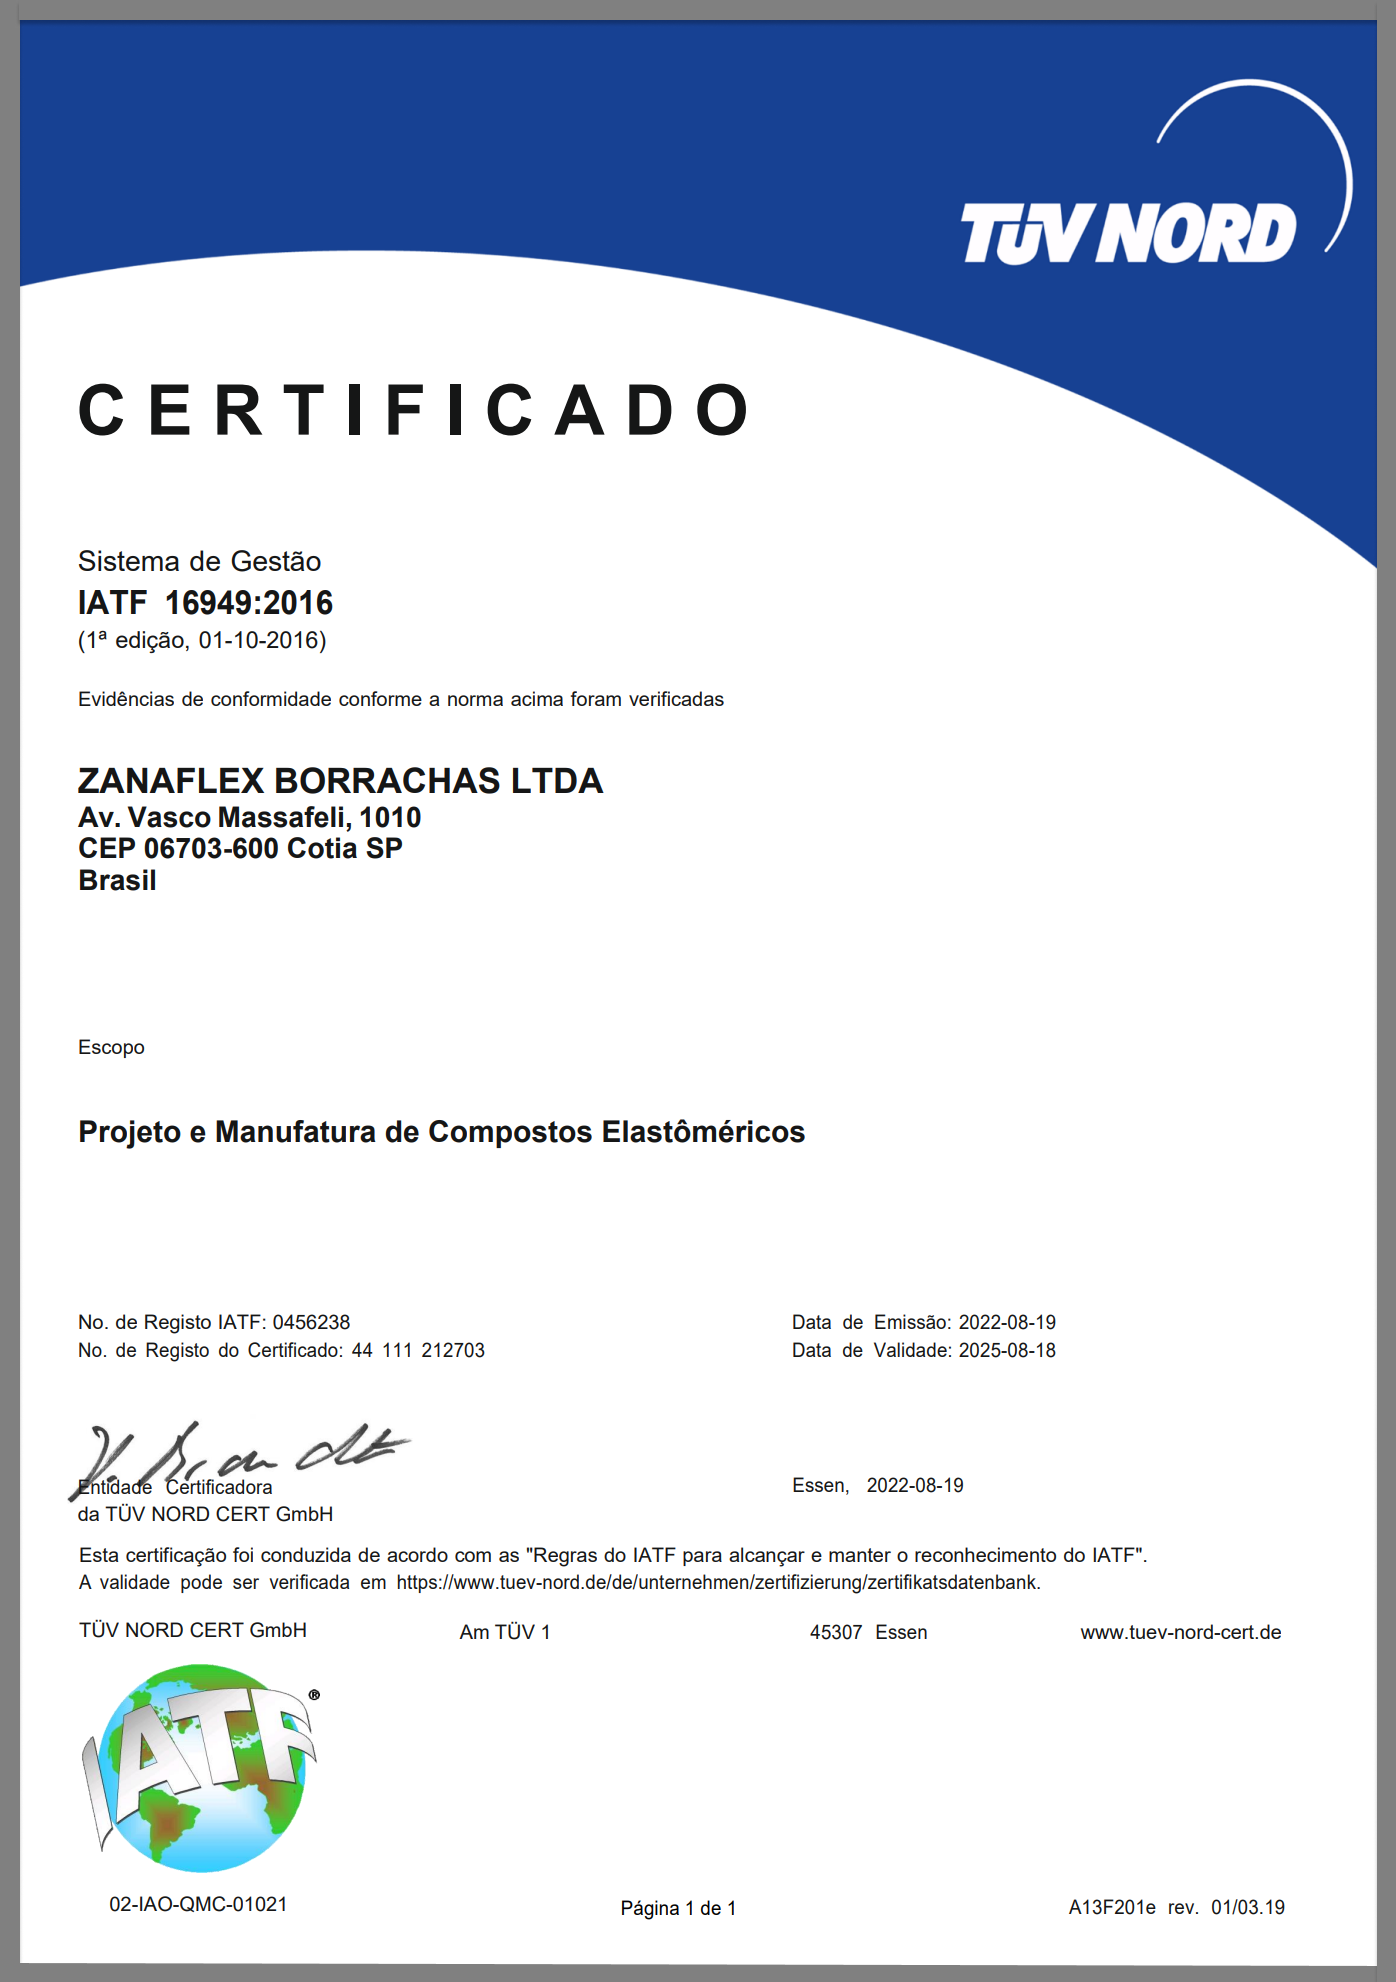 TÜV NORD
CERTIFICADO
Sistema de Gestão
IATF 16949:2016
(1ª edição, 01-10-2016)
Evidências de conformidade conforme a norma acima foram verificadas
ZANAFLEX BORRACHAS LTDA
Av. Vasco Massafeli, 1010
CEP 06703-600 Cotia SP
Brasil
Escopo
Projeto e Manufatura de Compostos Elastôméricos
No. de Registo IATF: 0456238
Data de Emissão: 2022-08-19
No. de Registo do Certificado: 44 111 212703
Data de Validade: 2025-08-18
Entidade Certificadora
da TÜV NORD CERT GmbH
Essen, 2022-08-19
Esta certificação foi conduzida de acordo com as "Regras do IATF para alcançar e manter o reconhecimento do IATF".
A validade pode ser verificada em https://www.tuev-nord.de/de/unternehmen/zertifizierung/zertifikatsdatenbank.
TÜV NORD CERT GmbH Am TÜV 1 45307 Essen www.tuev-nord-cert.de
IATF®
02-IAO-QMC-01021 Página 1 de 1 A13F201e rev. 01/03.19